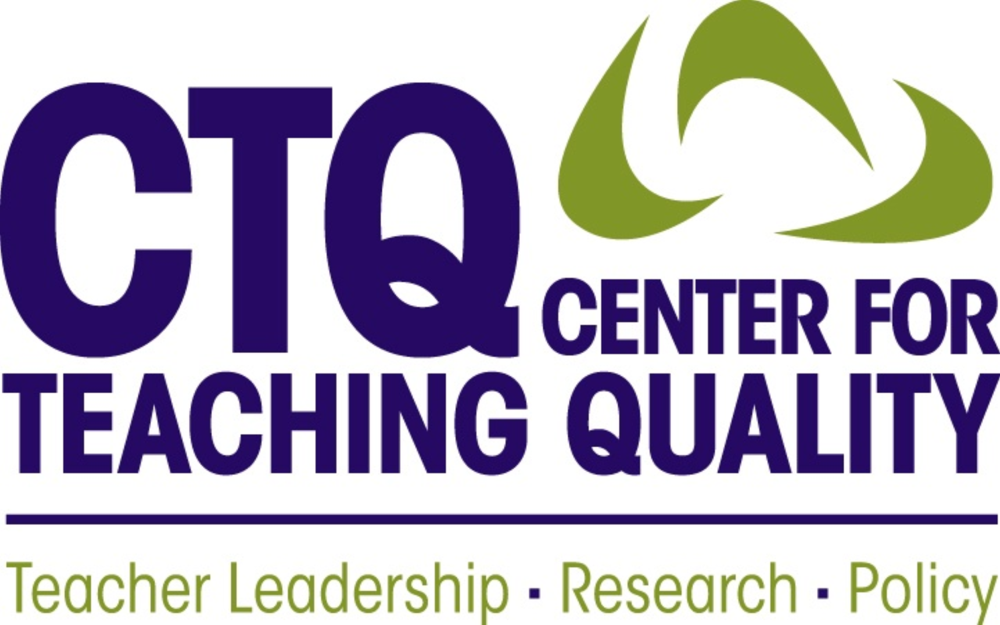 CTQ CENTER FOR
TEACHING QUALITY
Teacher Leadership ▪ Research ▪ Policy